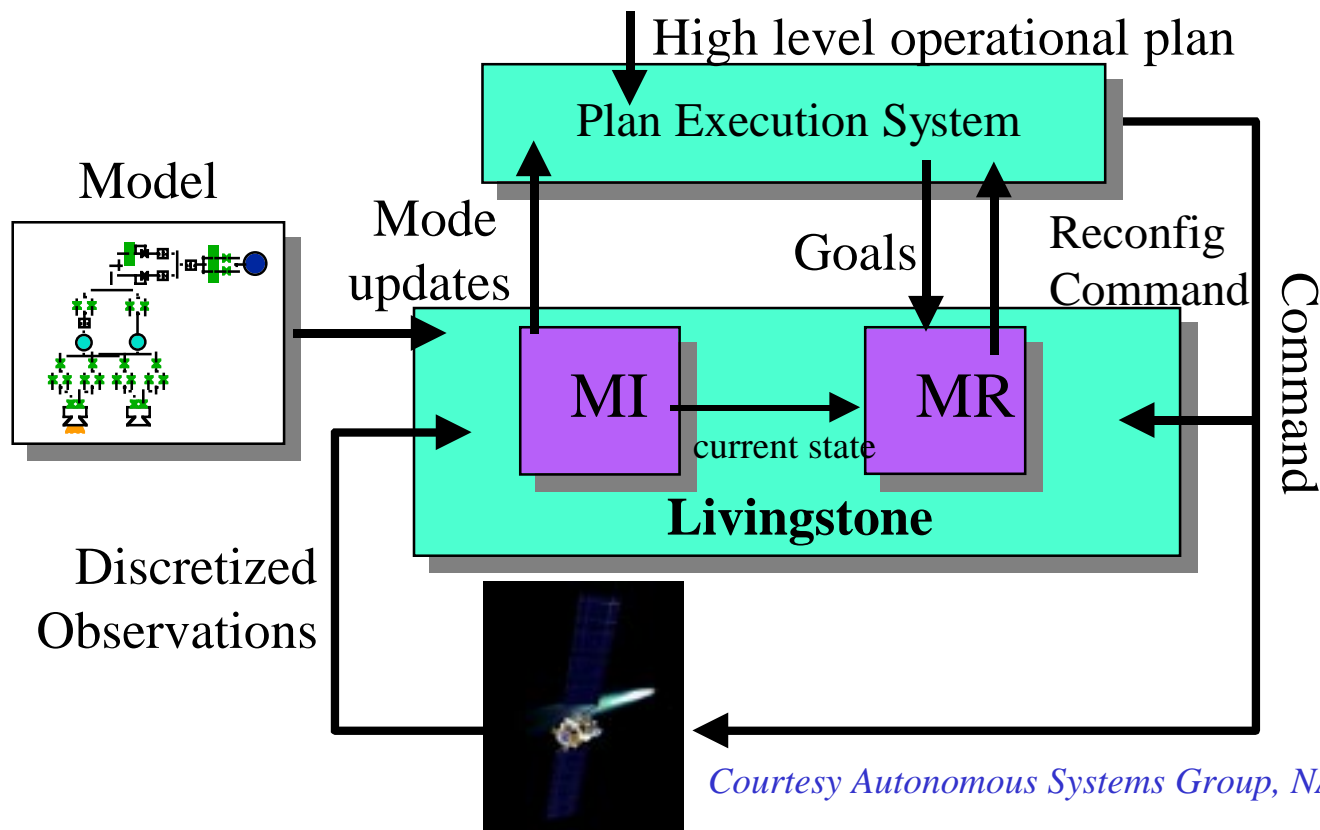 High level operational plan
Plan Execution System
Model
Mode
updates
Goals
Reconfig
Command
Command
MI
MR
current state
Livingstone
Discretized
Observations
Courtesy Autonomous Systems Group,